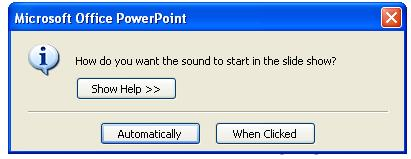 Microsoft Office PowerPoint
How do you want the sound to start in the slide show?
Show Help >>
Automatically When Clicked